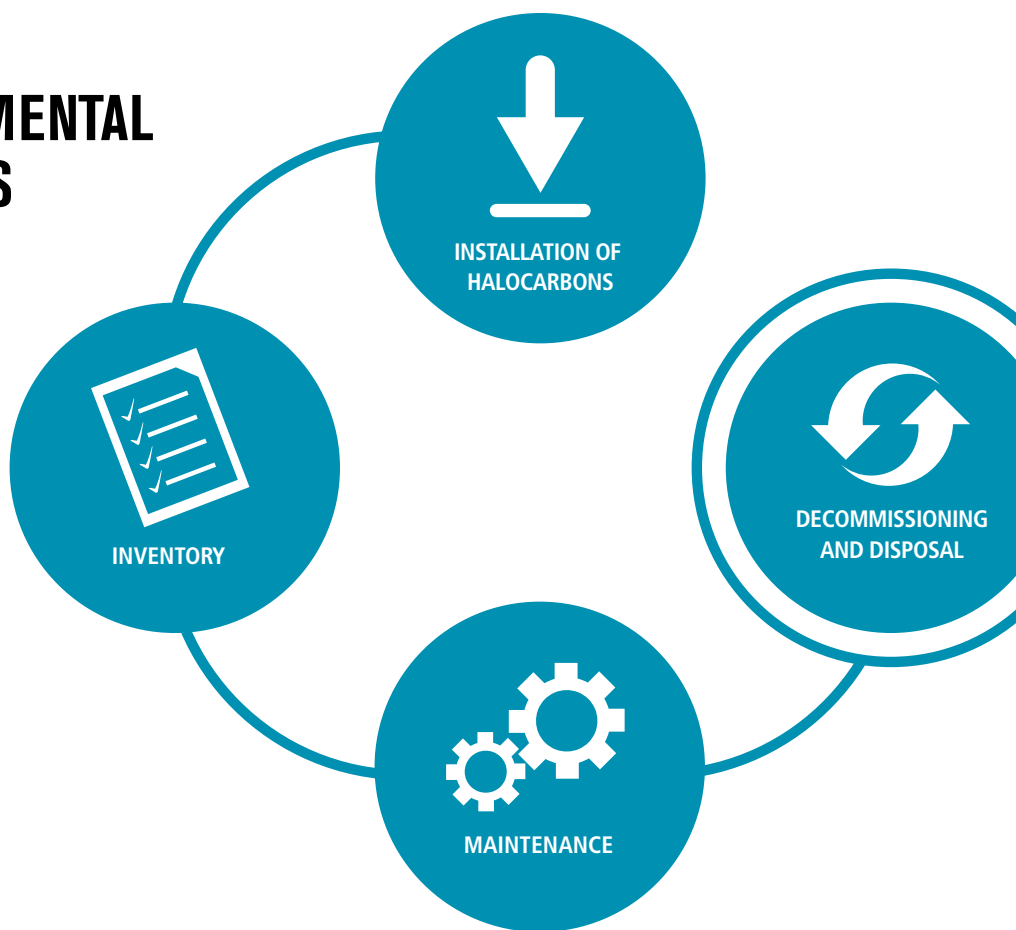 MENTAL
S
INSTALLATION OF
HALOCARBONS
INVENTORY
DECOMMISSIONING
AND DISPOSAL
MAINTENANCE